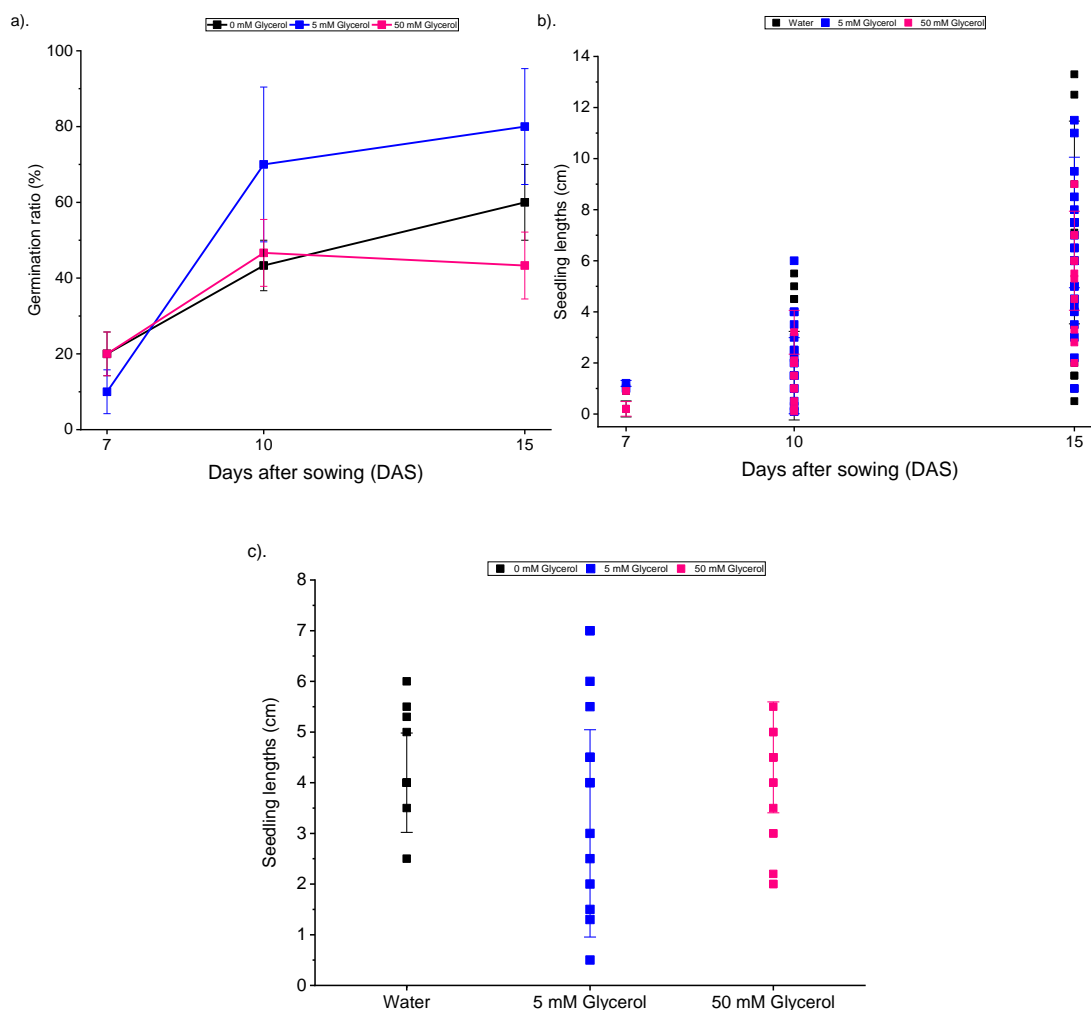 a).
0 mM Glycerol 5 mM Glycerol 50 mM Glycerol
100
80
60
40
20
0
Germination ratio (%)
7 10 15
Days after sowing (DAS)
b).
Water 5 mM Glycerol 50 mM Glycerol
14
12
10
8
6
4
2
0
Seedling lengths (cm)
7 10 15
Days after sowing (DAS)
c).
0 mM Glycerol 5 mM Glycerol 50 mM Glycerol
8
7
6
5
4
3
2
1
0
Seedling lengths (cm)
Water 5 mM Glycerol 50 mM Glycerol